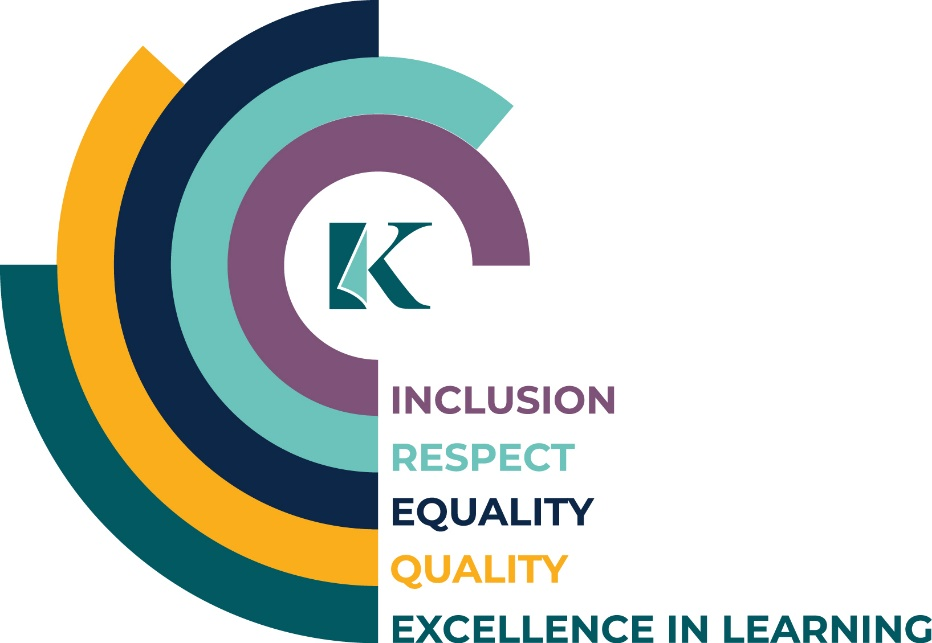 K
INCLUSION
RESPECT
EQUALITY
QUALITY
EXCELLENCE IN LEARNING